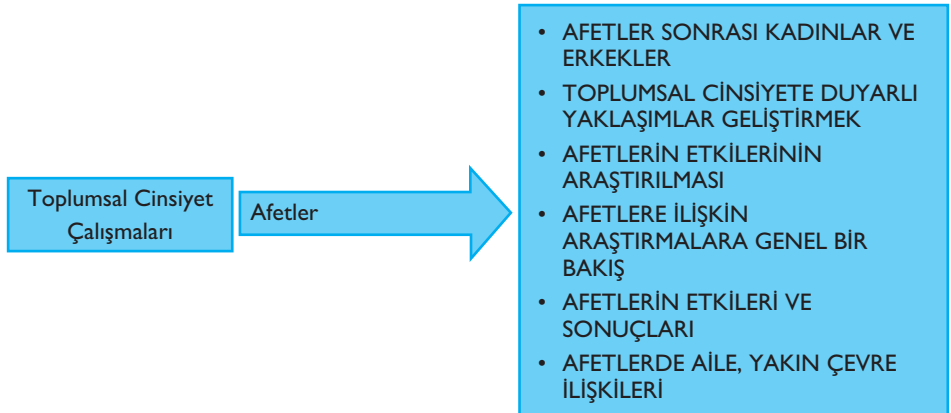 Toplumsal Cinsiyet
Çalışmaları
Afetler
• AFETLER SONRASI KADINLAR VE
ERKEKLER
• TOPLUMSAL CİNSİYETE DUYARLI
YAKLAŞIMLAR GELİŞTİRMEK
• AFETLERİN ETKİLERİNİN
ARAŞTIRILMASI
• AFETLERE İLİŞKİN
ARAŞTIRMALARA GENEL BİR
BAKIŞ
• AFETLERİN ETKİLERİ VE
SONUÇLARI
• AFETLERDE AİLE, YAKIN ÇEVRE
İLİŞKİLERİ